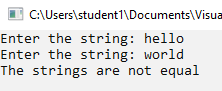 C:\Users\student1\Documents\Visua
Enter the string: hello
Enter the string: world
The strings are not equal